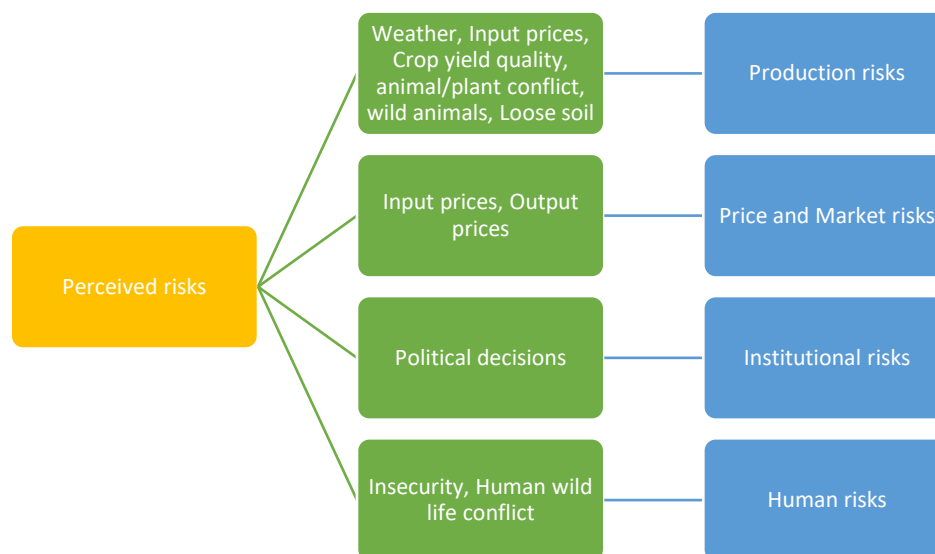 Weather, Input prices,
Crop yield quality,
animal/plant conflict,
wild animals, Loose soil
Production risks
Input prices, Output
prices
Price and Market risks
Perceived risks
Political decisions
Institutional risks
Insecurity, Human wild
life conflict
Human risks